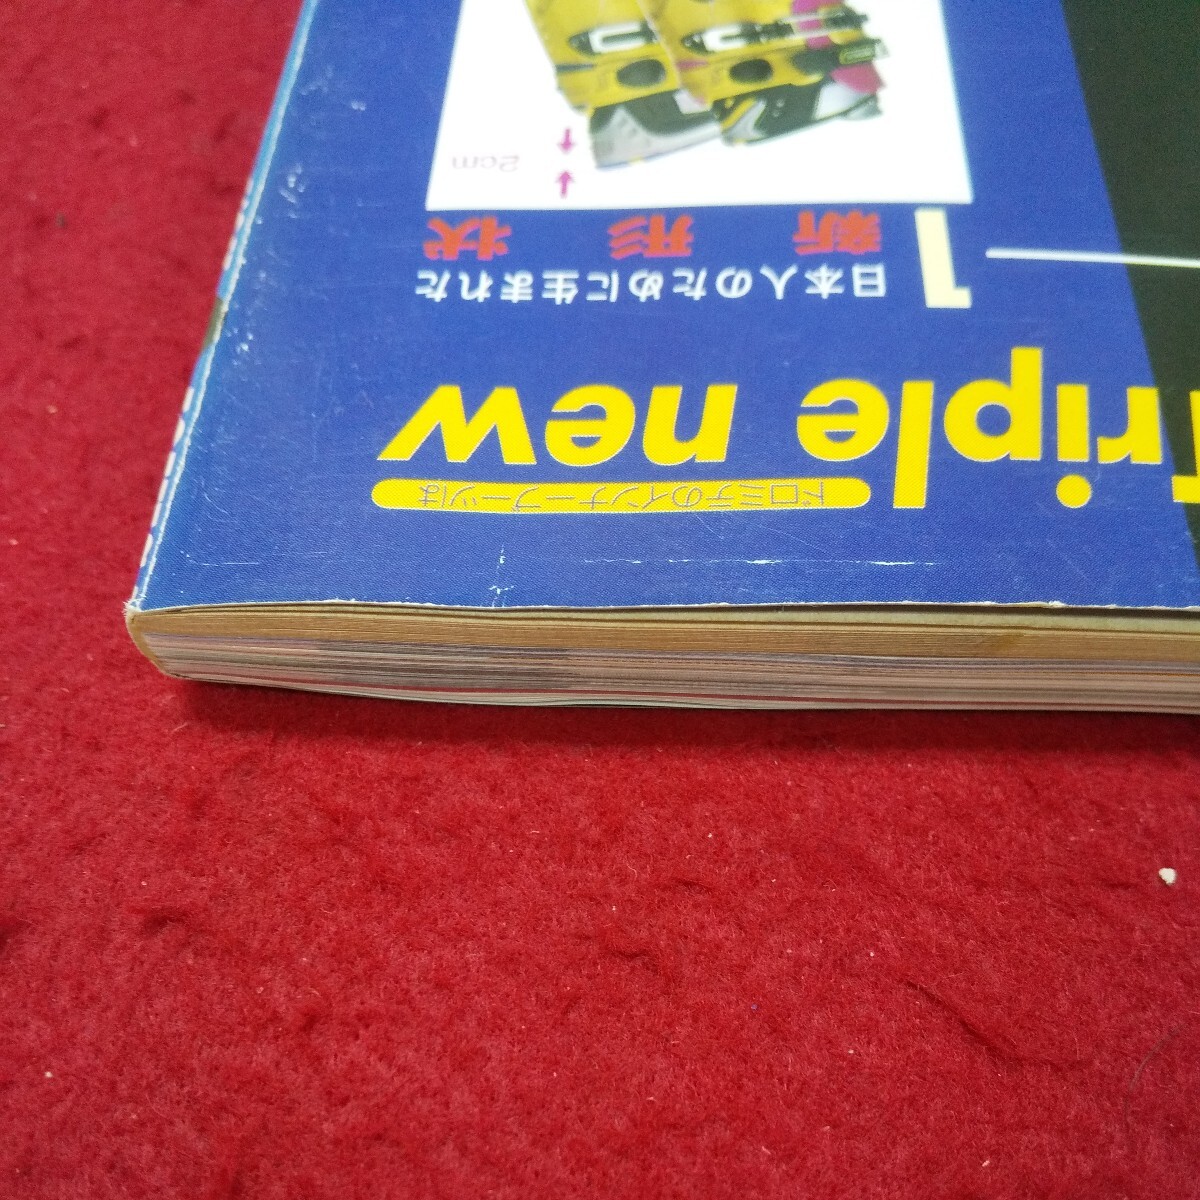 ドロミテのインナーブーツは
Triple new
1
日本人のために生まれた
新形状
2cm